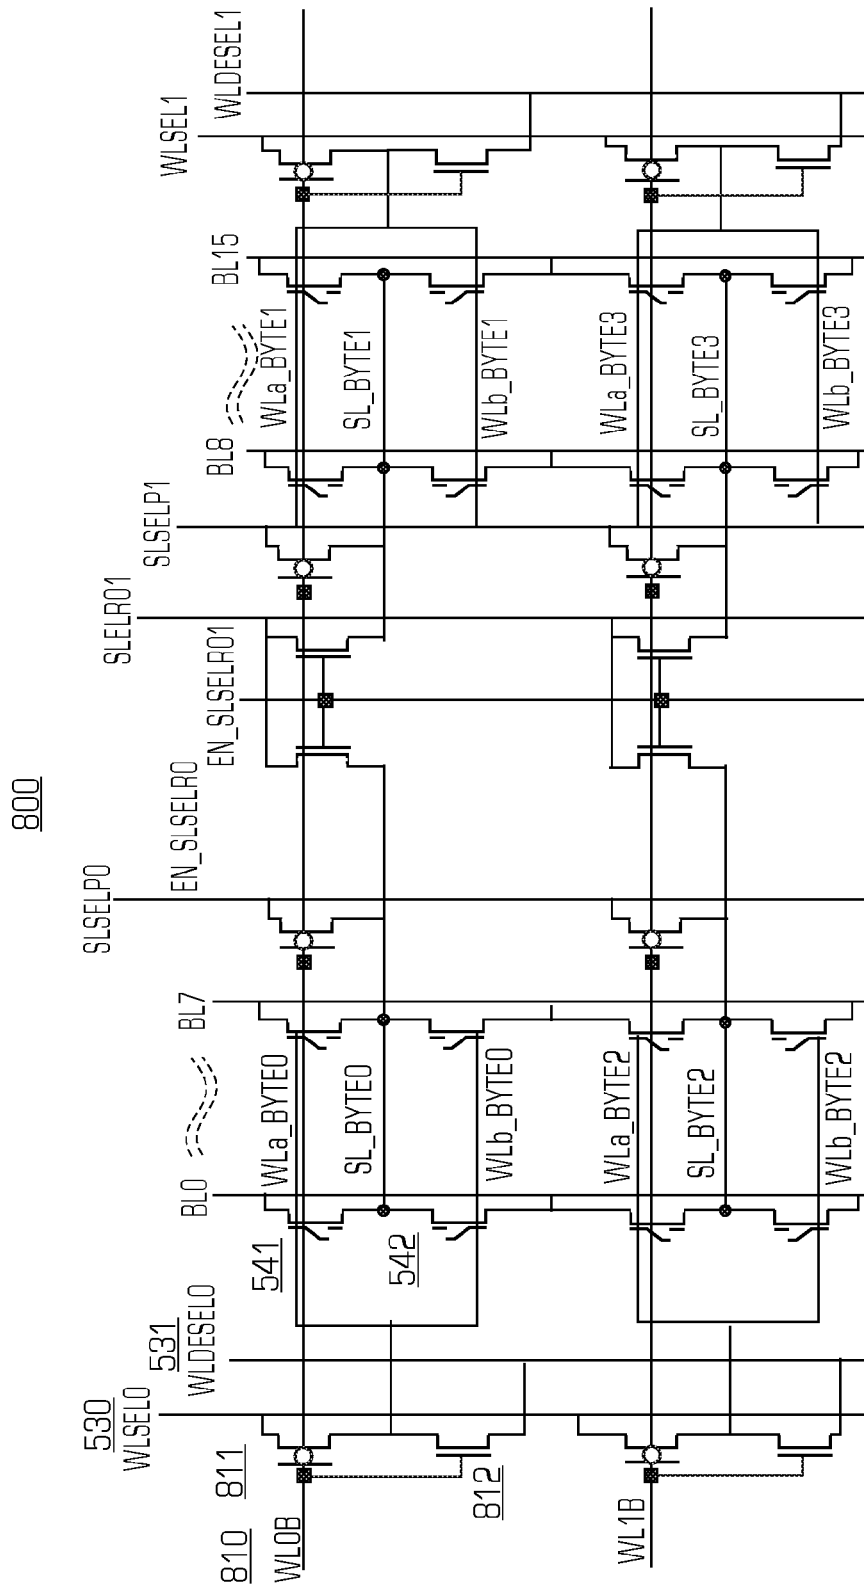 800
WLSEL1
WLDESEL1
BL15
BL8
SLSELP1
SLELR01
EN_SLSELR01
EN_SLSELR0
SLSELP0
BL7
BL0
531
WLDESEL0
530
WLSEL0
WLa_BYTE1
SL_BYTE1
WLb_BYTE1
WLa_BYTE3
SL_BYTE3
WLb_BYTE3
WLa_BYTE0
SL_BYTE0
WLb_BYTE0
WLa_BYTE2
SL_BYTE2
WLb_BYTE2
541
542
811
812
810
WL0B
WL1B